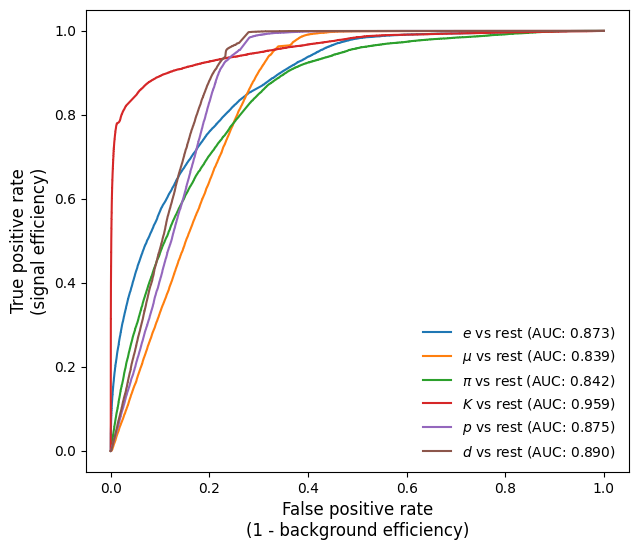 1.0
0.8
0.6
0.4
0.2
0.0
True positive rate
(signal efficiency)
e vs rest (AUC: 0.873)
μ vs rest (AUC: 0.839)
π vs rest (AUC: 0.842)
K vs rest (AUC: 0.959)
p vs rest (AUC: 0.875)
d vs rest (AUC: 0.890)
0.0 0.2 0.4 0.6 0.8 1.0
False positive rate
(1 - background efficiency)